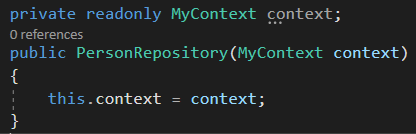 private readonly MyContext context;
0 references
public PersonRepository(MyContext context)
{
    this.context = context;
}